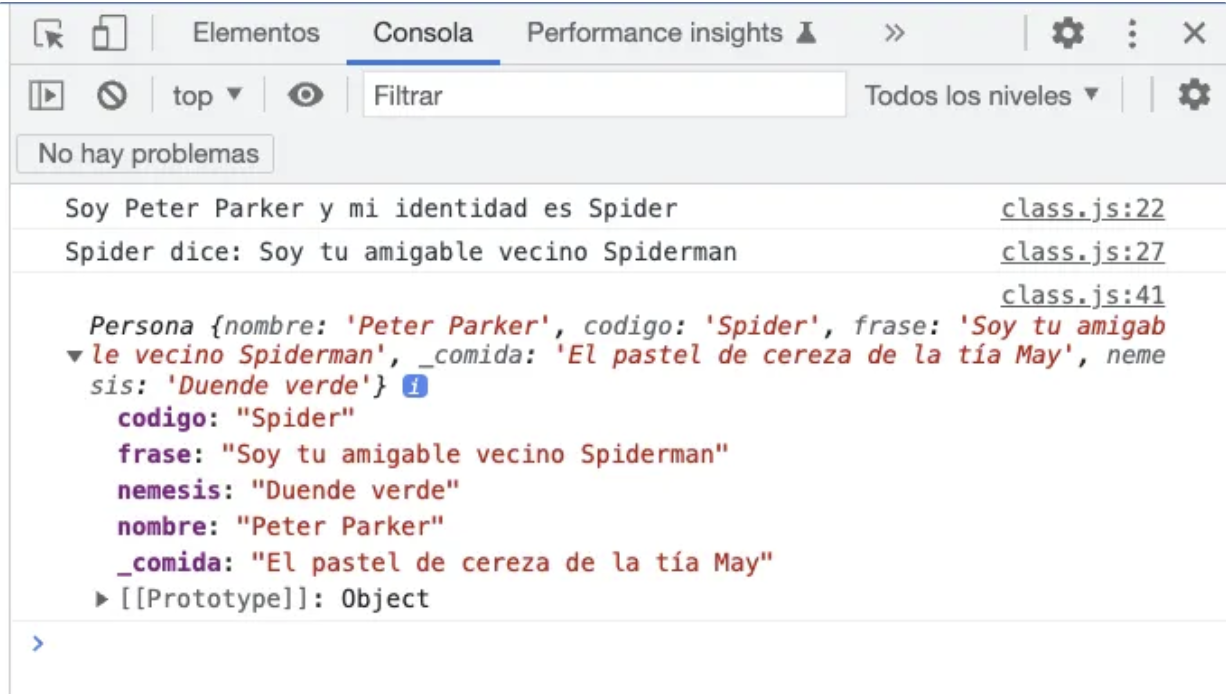 Elementos Consola Performance insights
top Filtrar Todos los niveles
No hay problemas
Soy Peter Parker y mi identidad es Spider class.js:22
Spider dice: Soy tu amigable vecino Spiderman class.js:27
class.js:41
Persona {nombre: 'Peter Parker', codigo: 'Spider', frase: 'Soy tu amigab
le vecino Spiderman', _comida: 'El pastel de cereza de la tía May', neme
sis: 'Duende verde'} i
codigo: "Spider"
frase: "Soy tu amigable vecino Spiderman"
nemesis: "Duende verde"
nombre: "Peter Parker"
_comida: "El pastel de cereza de la tía May"
[[Prototype]]: Object